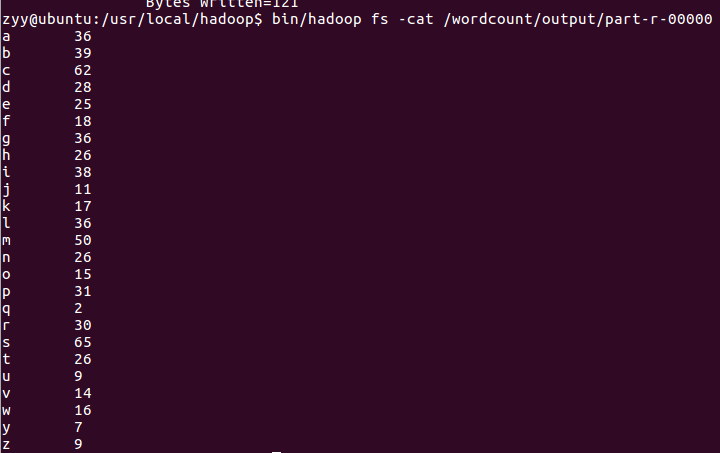 Bytes Written=121
zyy@ubuntu:/usr/local/hadoop$ bin/hadoop fs -cat /wordcount/output/part-r-00000
a 36
b 39
c 62
d 28
e 25
f 18
g 36
h 26
i 38
j 11
k 17
l 36
m 50
n 26
o 15
p 31
q 2
r 30
s 65
t 26
u 9
v 14
w 16
y 7
z 9